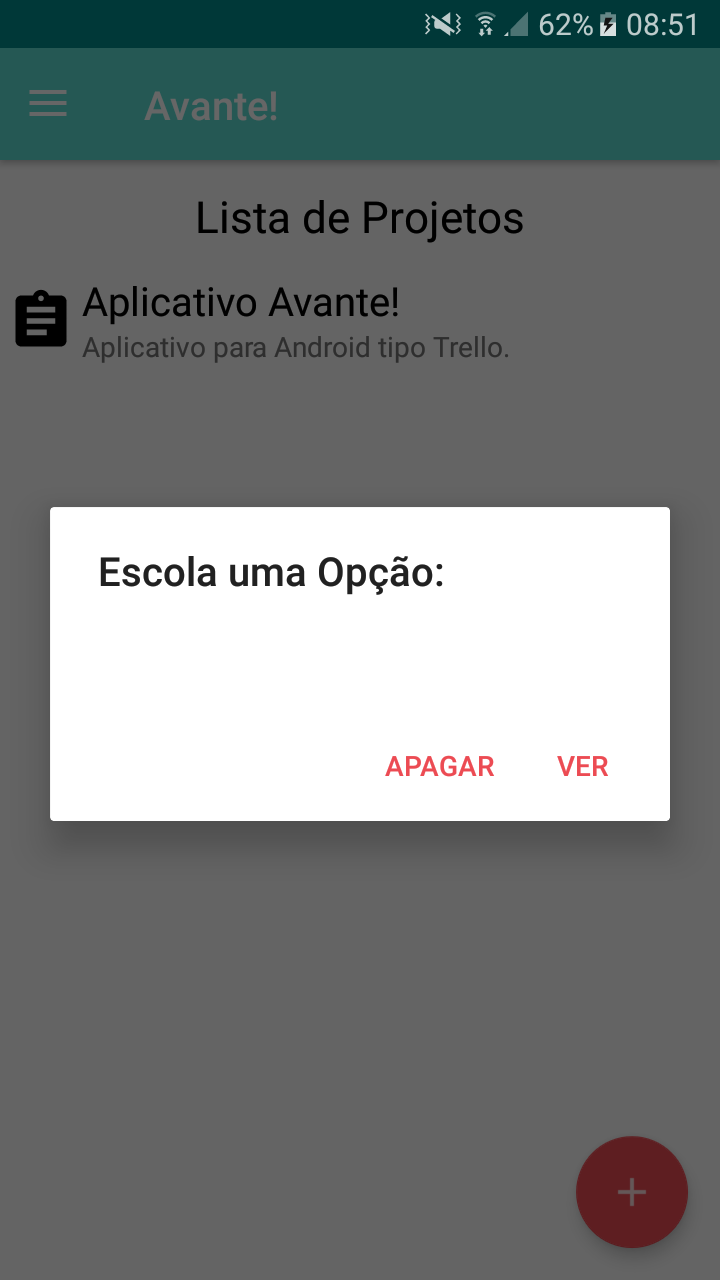 62% 08:51
Avante!
Lista de Projetos
Aplicativo Avante!
Aplicativo para Android tipo Trello.
Escola uma Opção:
APAGAR VER
+